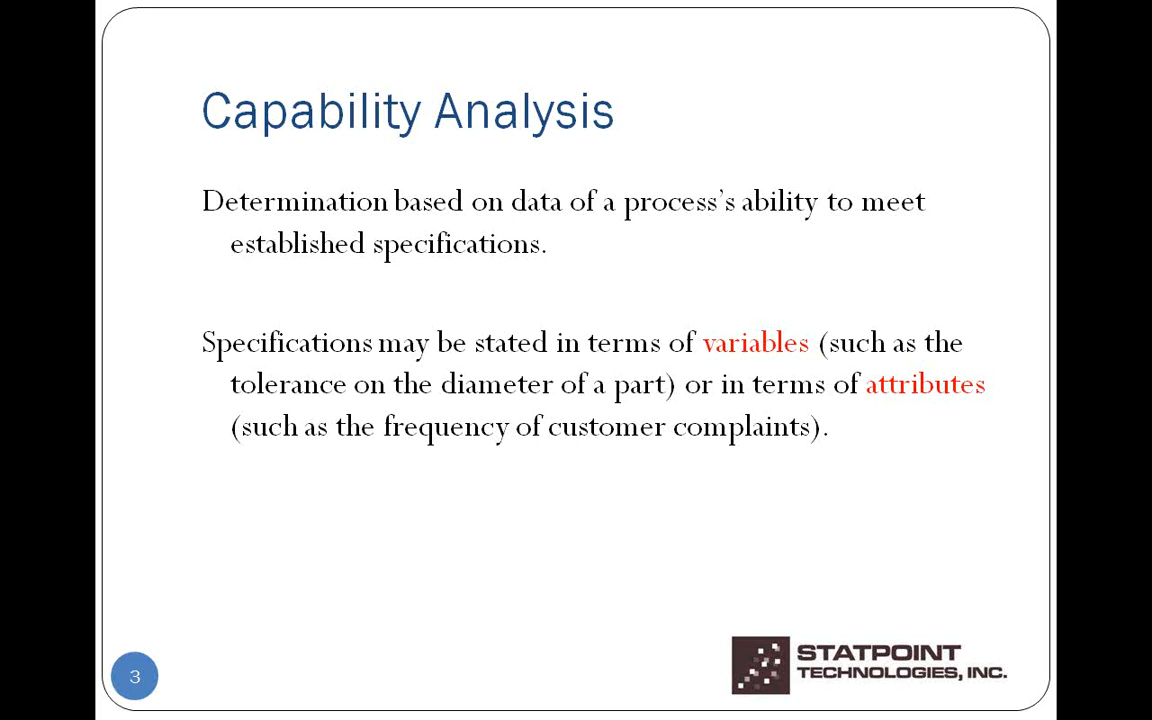 Capability Analysis
Determination based on data of a process's ability to meet
established specifications.
Specifications may be stated in terms of variables (such as the
tolerance on the diameter of a part) or in terms of attributes
(such as the frequency of customer complaints).
3
STATPOINT
TECHNOLOGIES, INC.